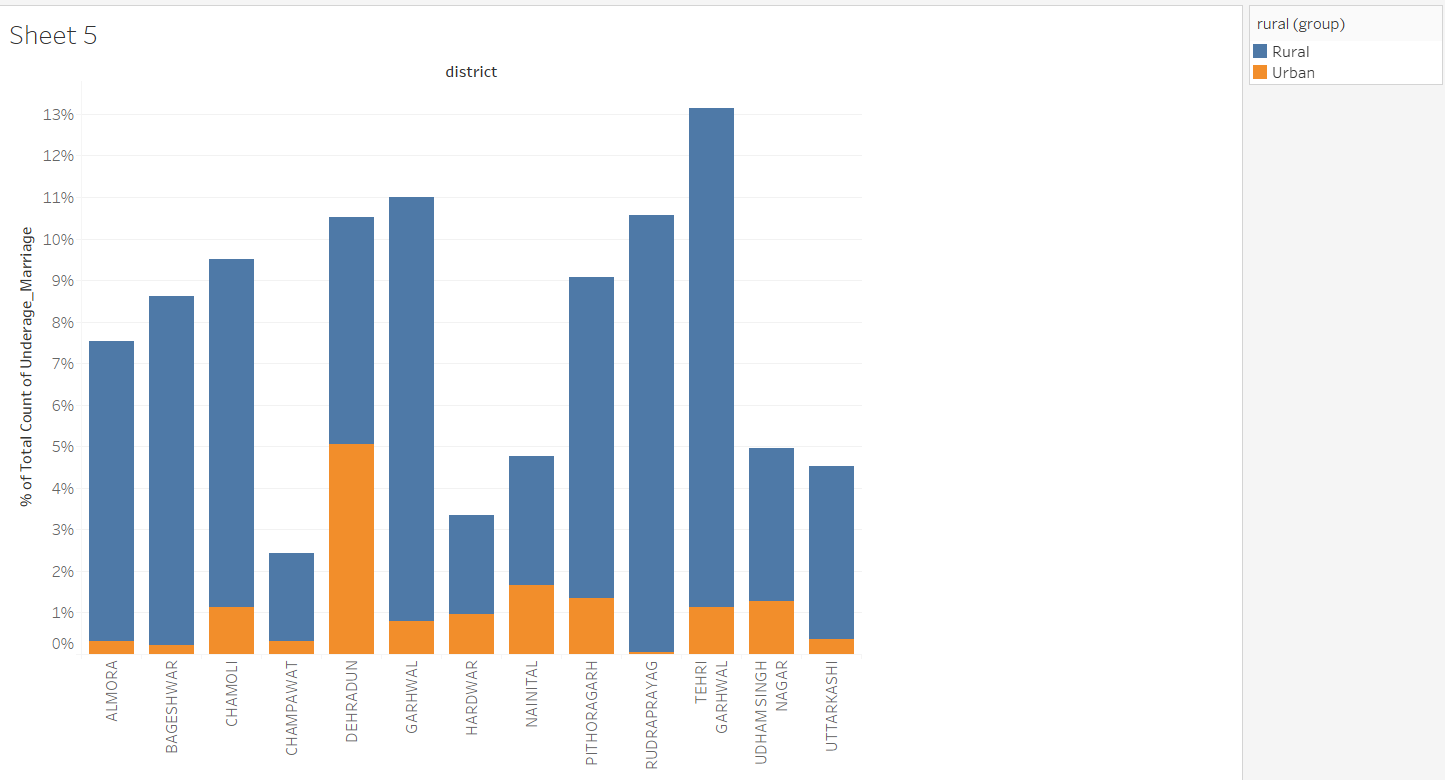 Sheet 5
rural (group)
Rural
Urban
district
% of Total Count of Underage_Marriage
13%
12%
11%
10%
9%
8%
7%
6%
5%
4%
3%
2%
1%
0%
ALMORA
BAGESHWAR
CHAMOLI
CHAMPAWAT
DEHRADUN
GARHWAL
HARDWAR
NAINITAL
PITHORAGARH
RUDRAPRAYAG
TEHRI
GARHWAL
UDHAM SINGH
NAGAR
UTTARKASHI